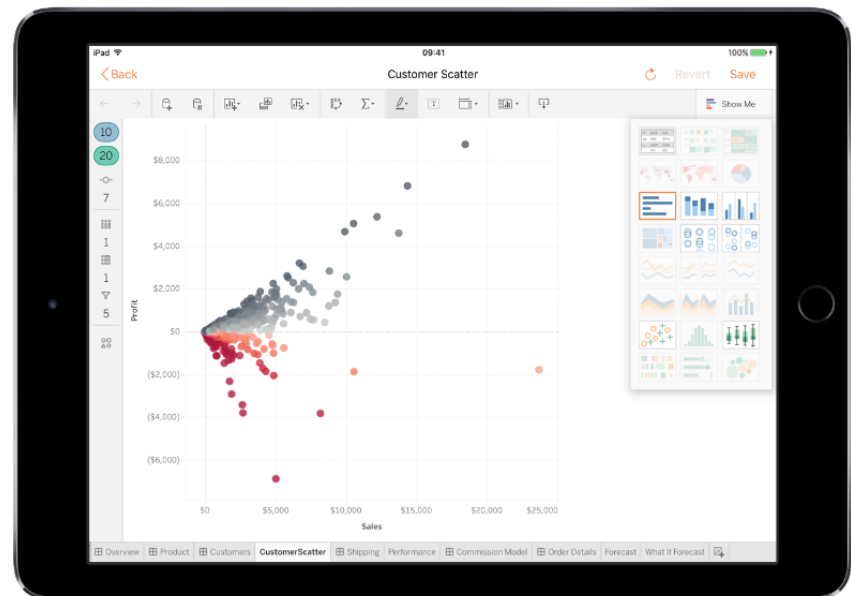 iPad 09:41 100%
Back Customer Scatter Revert Save
Show Me
10
20
7
1
1
5
$8,000
$6,000
$4,000
$2,000
$0
($2,000)
($4,000)
($6,000)
Profit
$0 $5,000 $10,000 $15,000 $20,000 $25,000
Sales
Overview Product Customers CustomerScatter Shipping Performance Commission Model Order Details Forecast What If Forecast